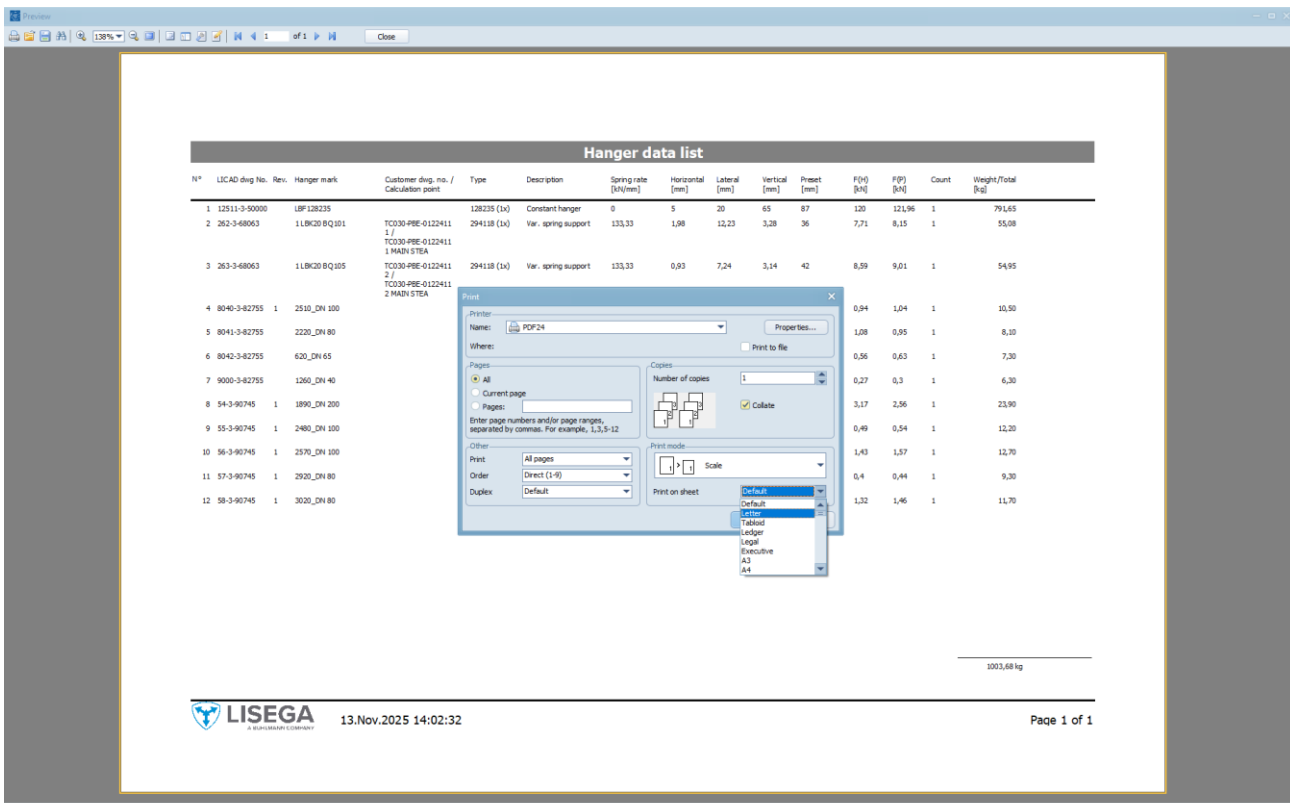 Preview
138% 1 of 1 Close
Hanger data list
N° LICAD dwg No. Rev. Hanger mark Customer dwg. no. / Calculation point Type Description Spring rate [kN/mm] Horizontal [mm] Lateral [mm] Vertical [mm] Preset [mm] F(H) [kN] F(P) [kN] Count Weight/Total [kg]
1 12511-3-50000 LBF128235 128235 (1x) Constant hanger 0 5 20 65 87 120 121,96 1 791,65
2 262-3-68063 1 LBK20 BQ101 TC030-PBE-0122411 294118 (1x) Var. spring support 133,33 1,98 12,23 3,28 36 7,71 8,15 1 55,08
1 /
TC030-PBE-0122411
1 MAIN STEA
3 263-3-68063 1 LBK20 BQ105 TC030-PBE-0122411 294118 (1x) Var. spring support 133,33 0,93 7,24 3,14 42 8,59 9,01 1 54,95
2 /
TC030-PBE-0122411
2 MAIN STEA
4 8040-3-82755 1 2510_DN 100 0,94 1,04 1 10,50
5 8041-3-82755 2220_DN 80 1,08 0,95 1 8,10
6 8042-3-82755 620_DN 65 0,56 0,63 1 7,30
7 9000-3-82755 1260_DN 40 0,27 0,3 1 6,30
8 54-3-90745 1 1890_DN 200 3,17 2,56 1 23,90
9 55-3-90745 1 2480_DN 100 0,49 0,54 1 12,20
10 56-3-90745 1 2570_DN 100 1,43 1,57 1 12,70
11 57-3-90745 1 2920_DN 80 0,4 0,44 1 9,30
12 58-3-90745 1 3020_DN 80 1,32 1,46 1 11,70
Print
Printer
Name: PDF24 Properties...
Where: Print to file
Pages
All
Current page
Pages:
Enter page numbers and/or page ranges,
separated by commas. For example, 1,3,5-12
Copies
Number of copies 1
3 3
2 2
1 1
Collate
Other
Print All pages
Order Direct (1-9)
Duplex Default
Print mode
1 > 1 Scale
Print on sheet Default
Default
Letter
Tabloid
Ledger
Legal
Executive
A3
A4
1003,68 kg
LISEGA
A BUHLMANN COMPANY
13.Nov.2025 14:02:32
Page 1 of 1